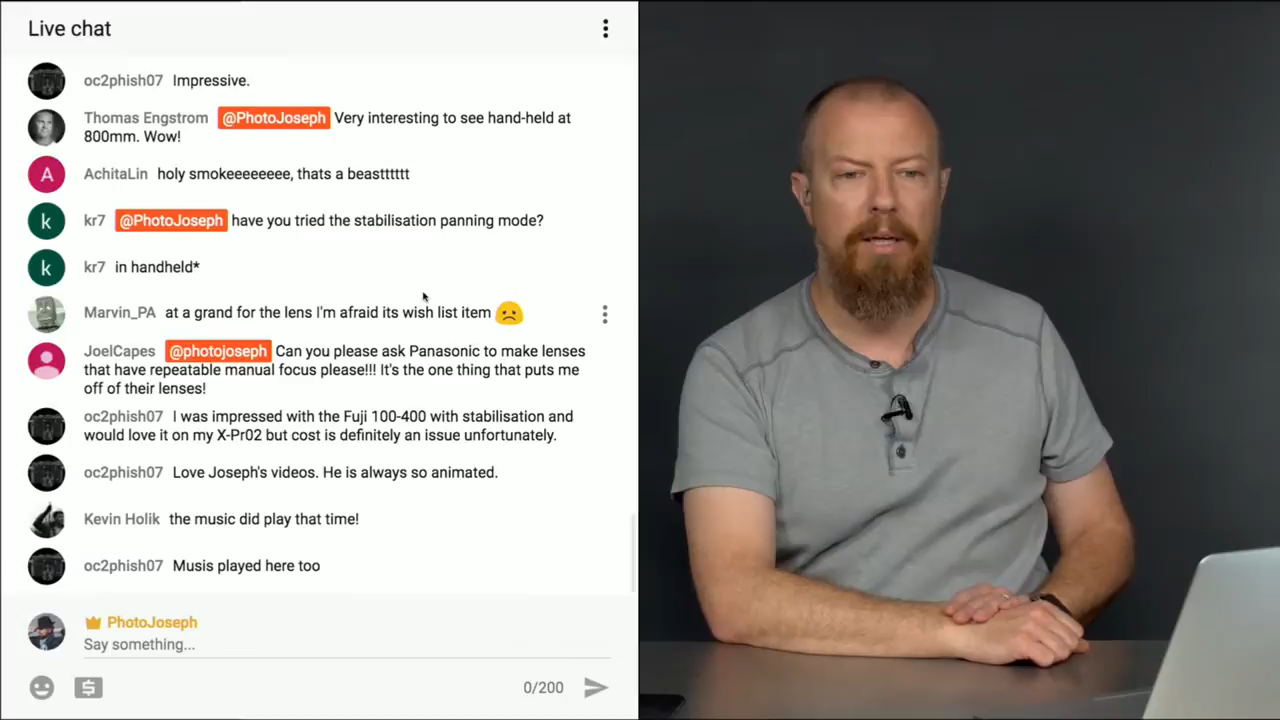 Live chat
oc2phish07 Impressive.
Thomas Engstrom @PhotoJoseph Very interesting to see hand-held at
800mm. Wow!
A
AchitaLin holy smokeeeeeeee, thats a beastttttt
k
kr7 @PhotoJoseph have you tried the stabilisation panning mode?
k
kr7 in handheld*
Marvin_PA at a grand for the lens I'm afraid its wish list item
JoelCapes @photojoseph Can you please ask Panasonic to make lenses
that have repeatable manual focus please!!! It's the one thing that puts me
off of their lenses!
oc2phish07 I was impressed with the Fuji 100-400 with stabilisation and
would love it on my X-Pr02 but cost is definitely an issue unfortunately.
oc2phish07 Love Joseph's videos. He is always so animated.
Kevin Holik the music did play that time!
oc2phish07 Musis played here too
PhotoJoseph
Say something...
$
0/200